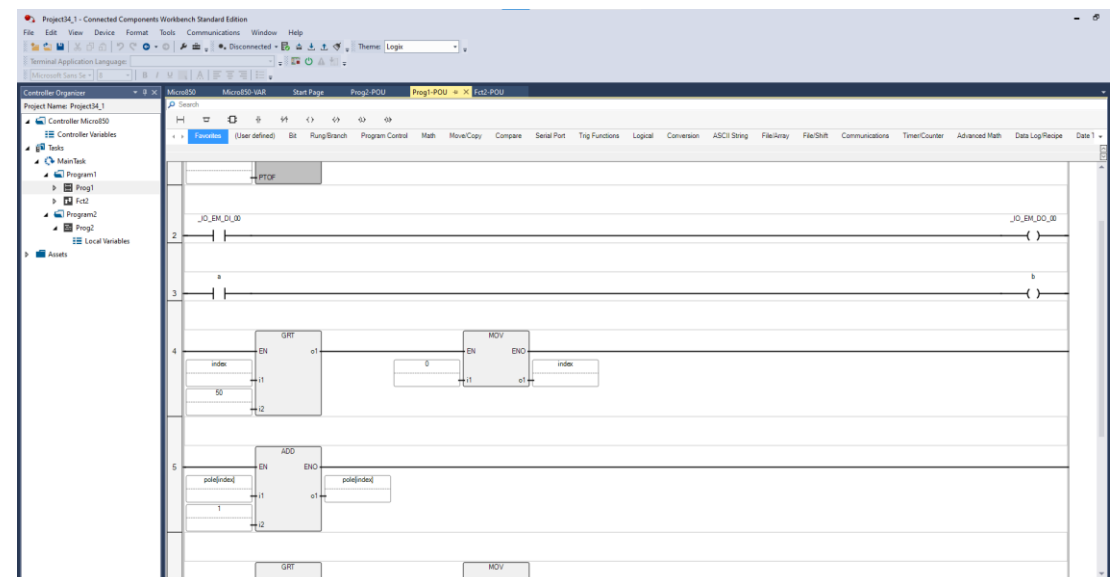 Project34_1 - Connected Components Workbench Standard Edition
File Edit View Device Format Tools Communications Window Help
Disconnected Theme: Logix
Terminal Application Language:
Microsoft Sans Se 8 B I U A
Controller Organizer
Micro850 Micro850-VAR Start Page Prog2-POU Prog1-POU Fct2-POU
Project Name: Project34_1
Search
Controller Micro850
Controller Variables
Favorites (User defined) Bit Rung/Branch Program Control Math Move/Copy Compare Serial Port Trig Functions Logical Conversion ASCII String File/Array File/Shift Communications Timer/Counter Advanced Math Data Log/Recipe Date T
Tasks
MainTask
Program1
Prog1
Fct2
Program2
Prog2
Local Variables
Assets
PTOF
_IO_EM_DI_00 _IO_EM_DO_00
2
a b
3
GRT MOV
4 EN o1 EN ENO
index 0 index
i1 i1 o1
50
i2
ADD
5 EN ENO
pole[index] pole[index]
i1 o1
1
i2
GRT MOV